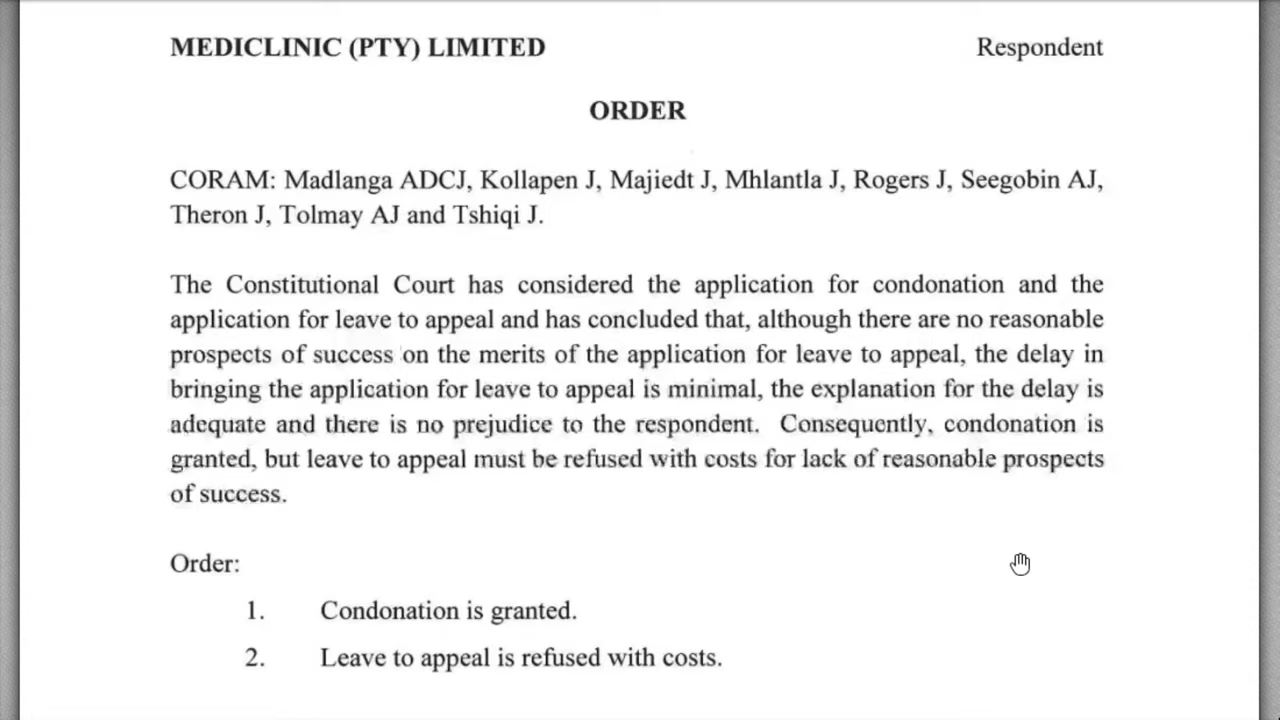 MEDICLINIC (PTY) LIMITED Respondent
ORDER
CORAM: Madlanga ADCJ, Kollapen J, Majiedt J, Mhlantla J, Rogers J, Seegobin AJ,
Theron J, Tolmay AJ and Tshiqi J.
The Constitutional Court has considered the application for condonation and the
application for leave to appeal and has concluded that, although there are no reasonable
prospects of success on the merits of the application for leave to appeal, the delay in
bringing the application for leave to appeal is minimal, the explanation for the delay is
adequate and there is no prejudice to the respondent. Consequently, condonation is
granted, but leave to appeal must be refused with costs for lack of reasonable prospects
of success.
Order:
1. Condonation is granted.
2. Leave to appeal is refused with costs.